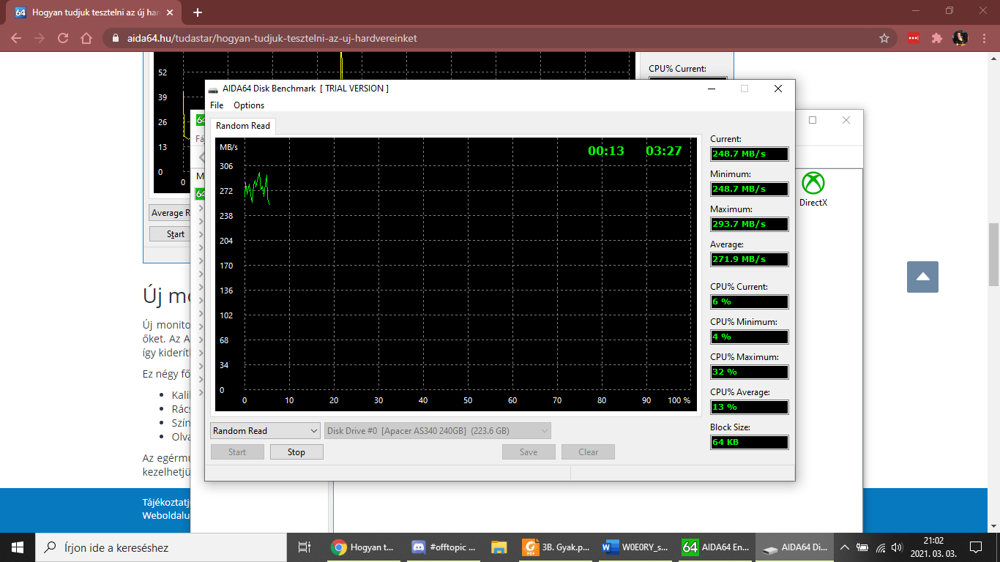 Hogyan tudjuk tesztelni az új har
aida64.hu/tudastar/hogyan-tudjuk-tesztelni-az-uj-hardvereinket
52
39
26
13
0
0
CPU% Current:
Average R
Start
AIDA64 Disk Benchmark [ TRIAL VERSION ]
File Options
Random Read
MB/s
00:13 03:27
306
272
238
204
170
136
102
68
34
0
0 10 20 30 40 50 60 70 80 90 100 %
Current:
248.7 MB/s
Minimum:
248.7 MB/s
Maximum:
293.7 MB/s
Average:
271.9 MB/s
CPU% Current:
6 %
CPU% Minimum:
4 %
CPU% Maximum:
32 %
CPU% Average:
13 %
Block Size:
64 KB
Random Read
Disk Drive #0 [Apacer AS340 240GB] (223.6 GB)
Start Stop Save Clear
64
Fáj
M
64
DirectX
Új mo
Új monito
őket. Az A
így kideríti
Ez négy fő
Kalil
Rács
Szín
Olva
Az egérmu
kezelhetjü
Tájékoztatj
Weboldalu
Írjon ide a kereséshez
Hogyan t...
#offtopic ...
3B. Gyak.p...
W0E0RY_s...
64 AIDA64 En...
AIDA64 Di...
21:02
2021. 03. 03.